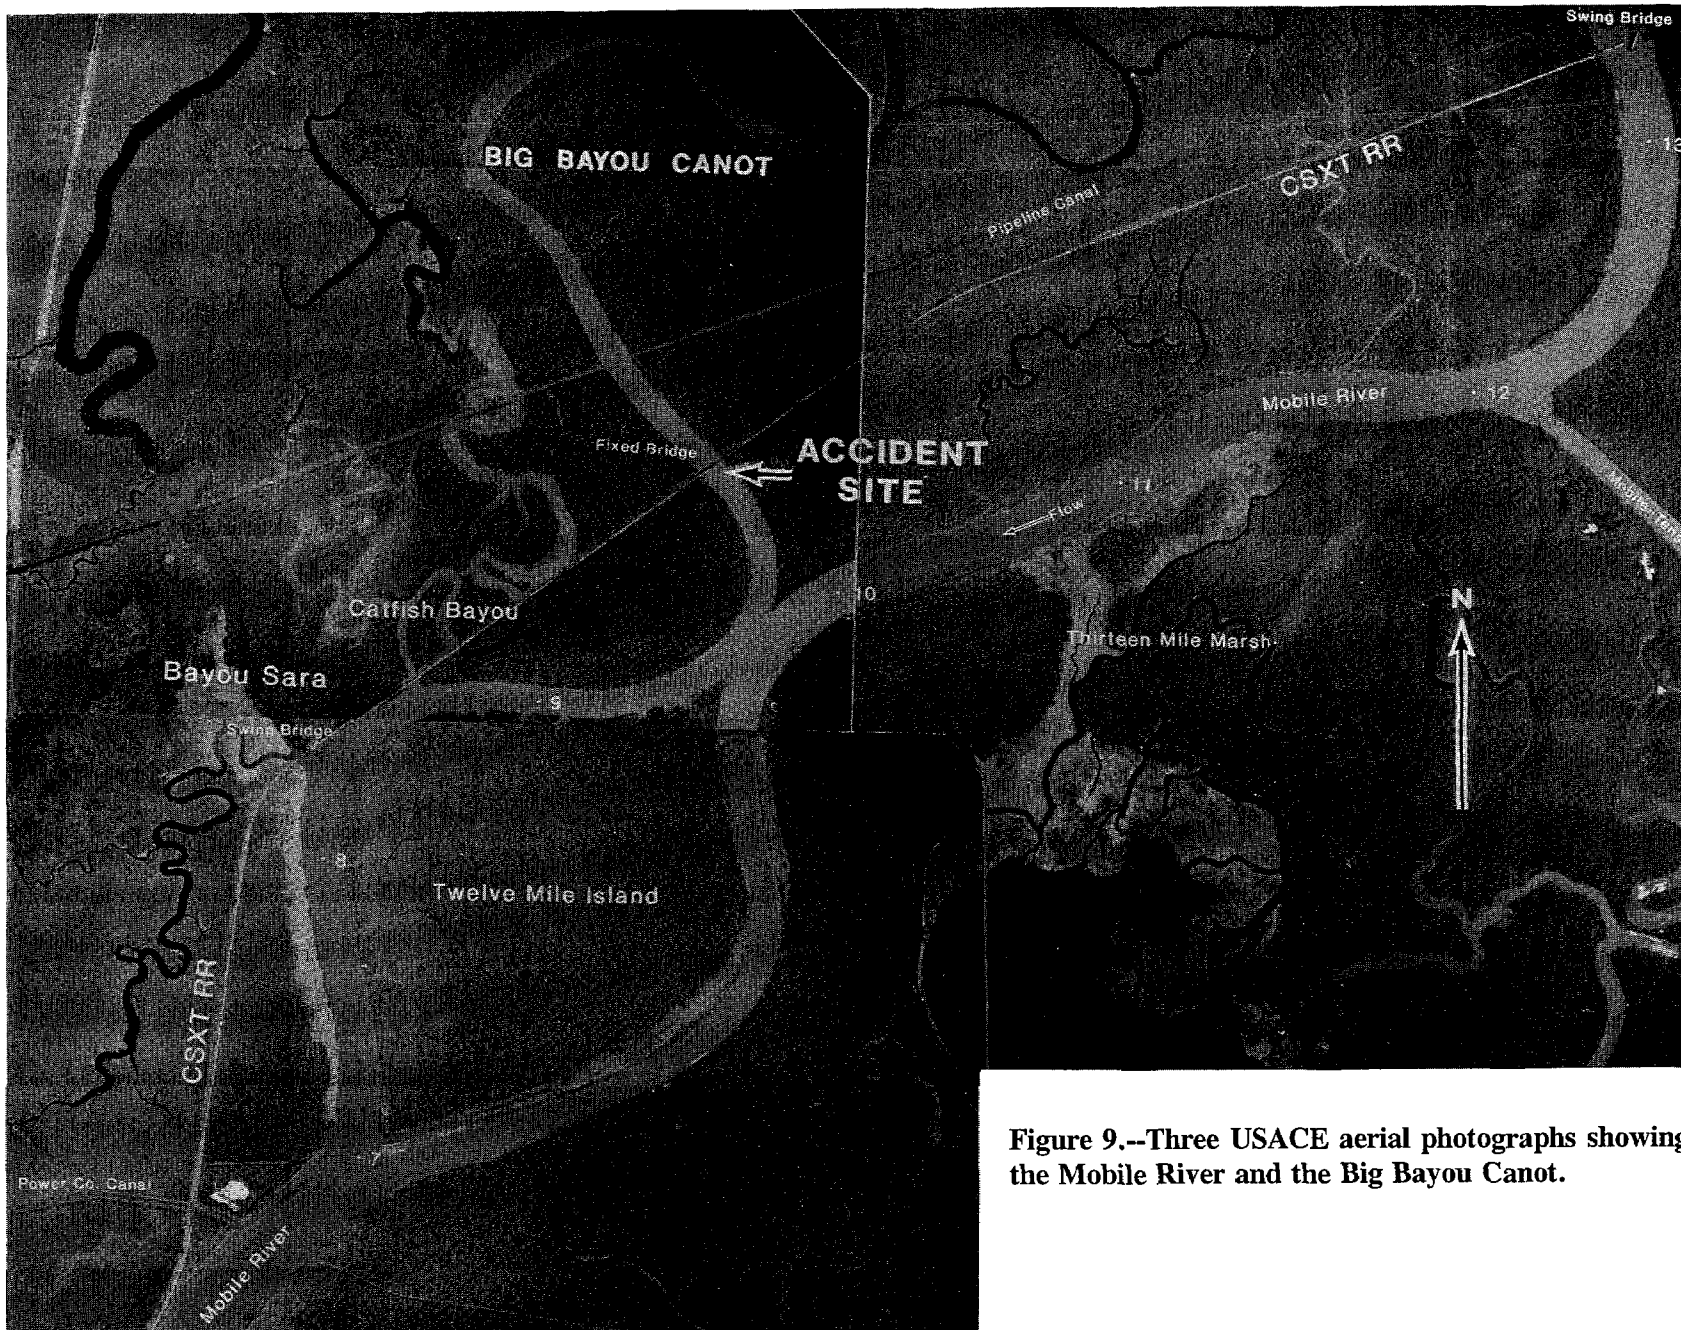 Swing Bridge
13
BIG BAYOU CANOT
CSXT RR
Pipeline Canal
Mobile River
12
Fixed Bridge
ACCIDENT
SITE
11
Flow
10
N
Catfish Bayou
Thirteen Mile Marsh
Bayou Sara
9
Swing Bridge
8
Twelve Mile Island
CSXT RR
7
Power Co. Canal
Mobile River
Figure 9.--Three USACE aerial photographs showing
the Mobile River and the Big Bayou Canot.